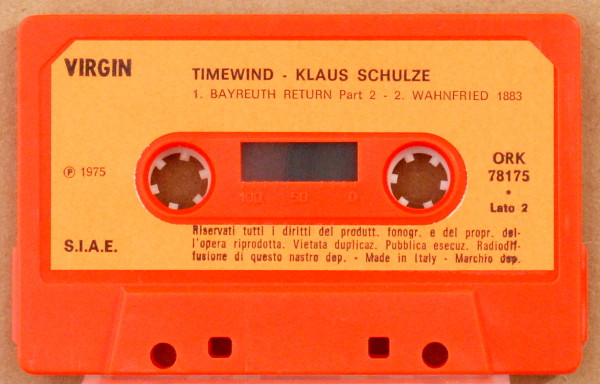 VIRGIN
TIMEWIND - KLAUS SCHULZE
1. BAYREUTH RETURN Part 2 - 2. WAHNFRIED 1883
℗ 1975
ORK
78175
•
Lato 2
100 50 0
S.I.A.E.
Riservati tutti i diritti del produtt. fonogr. e del propr. del-
l'opera riprodotta. Vietata duplicaz. Pubblica esecuz. Radiodif-
fusione di questo nastro dep. - Made in Italy - Marchio dep.